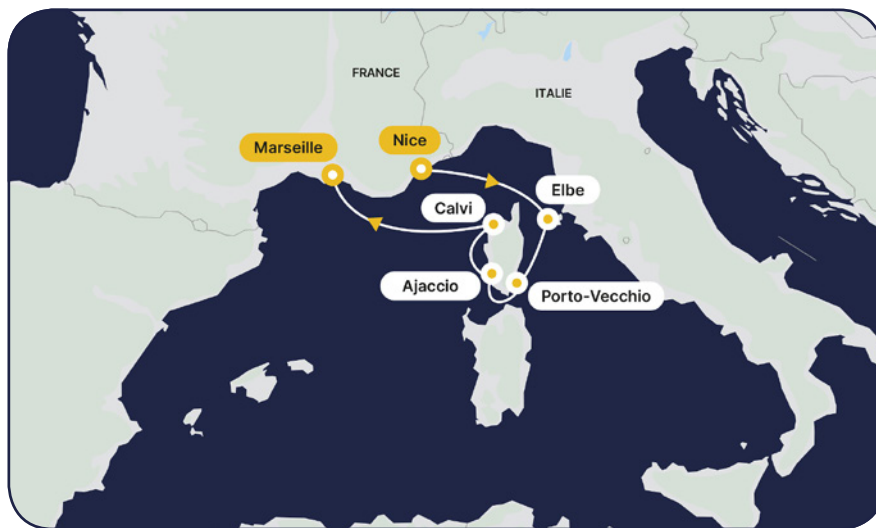 FRANCE
ITALIE
Nice
Marseille
Elbe
Calvi
Ajaccio
Porto-Vecchio